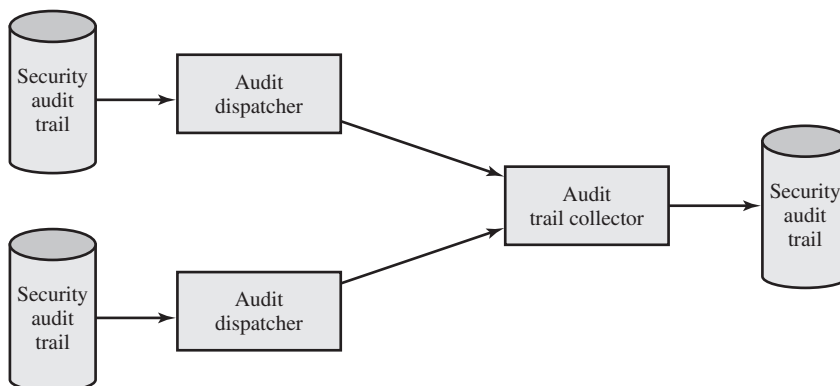 Security
audit
trail
Audit
dispatcher
Audit
trail collector
Security
audit
trail
Security
audit
trail
Audit
dispatcher